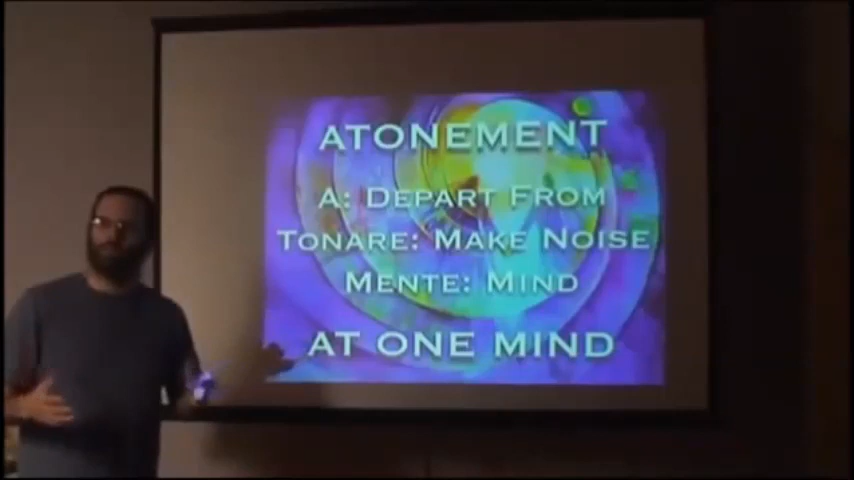 ATONEMENT
A: DEPART FROM
TONARE: MAKE NOISE
MENTE: MIND
AT ONE MIND